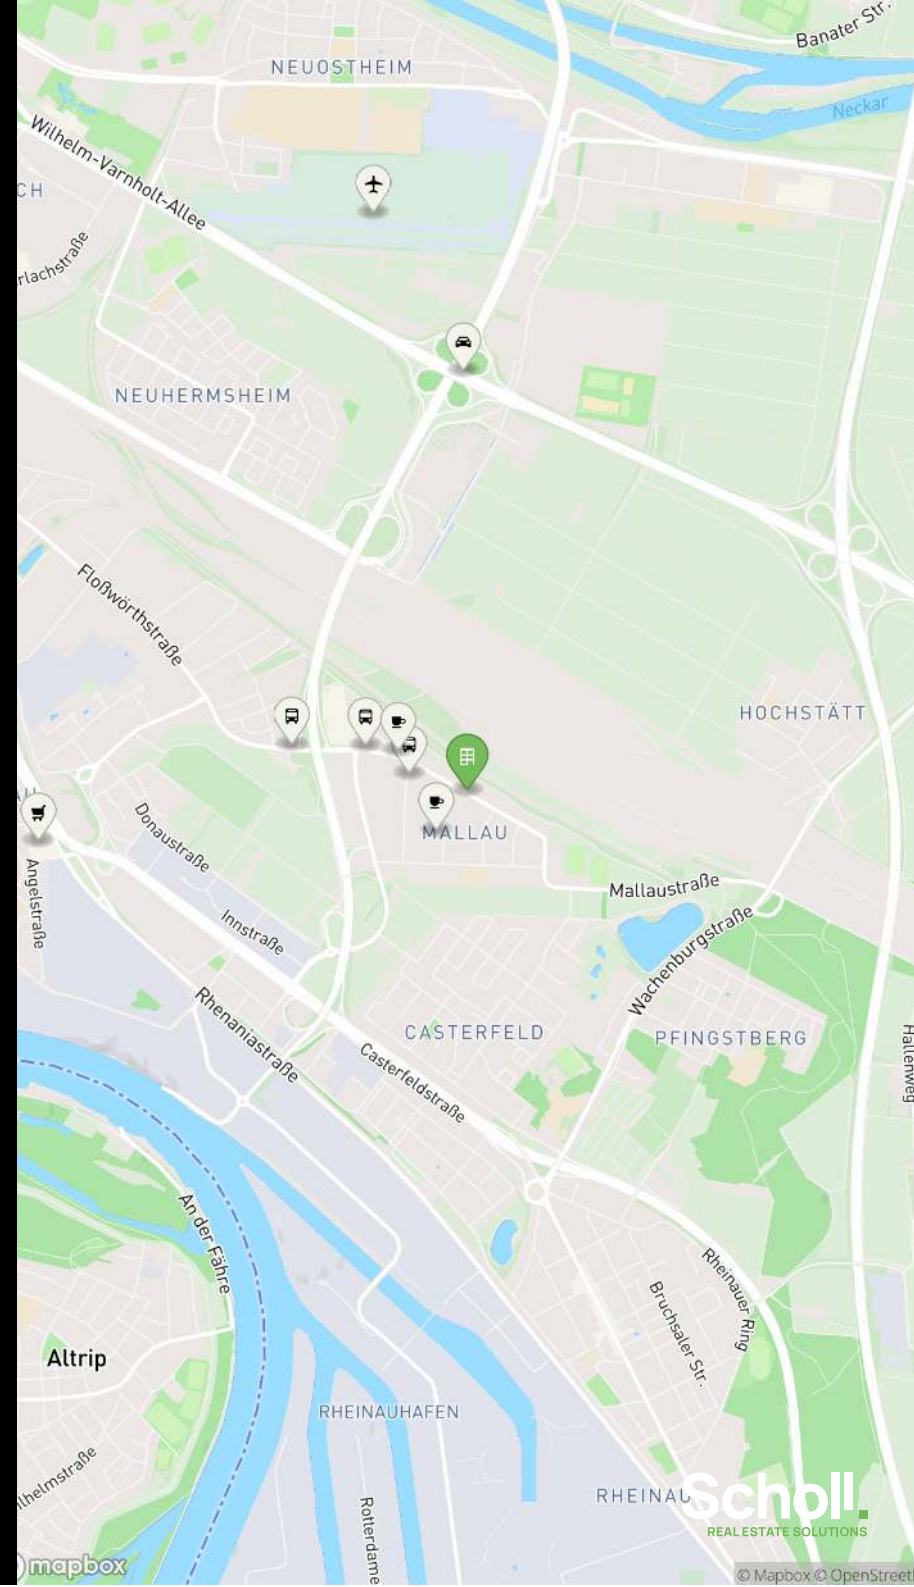 Banater Str.
NEUOSTHEIM
Neckar
Wilhelm-Varnholt-Allee
CH
rlachstraße
NEUHERMSHEIM
Floßwörthstraße
HOCHSTÄTT
AU
Donaustraße
MALLAU
Mallaustraße
Angelstraße
Innstraße
Wachenburgstraße
Rhenaniastraße
CASTERFELD
PFINGSTBERG
Casterfeldstraße
Hallenweg
An der Fähre
Rheinauer Ring
Bruchsaler Str.
Altrip
RHEINAUHAFEN
ilhelmstraße
Rotterdame
RHEINAU
Scholl.
REAL ESTATE SOLUTIONS
mapbox
© Mapbox © OpenStreet